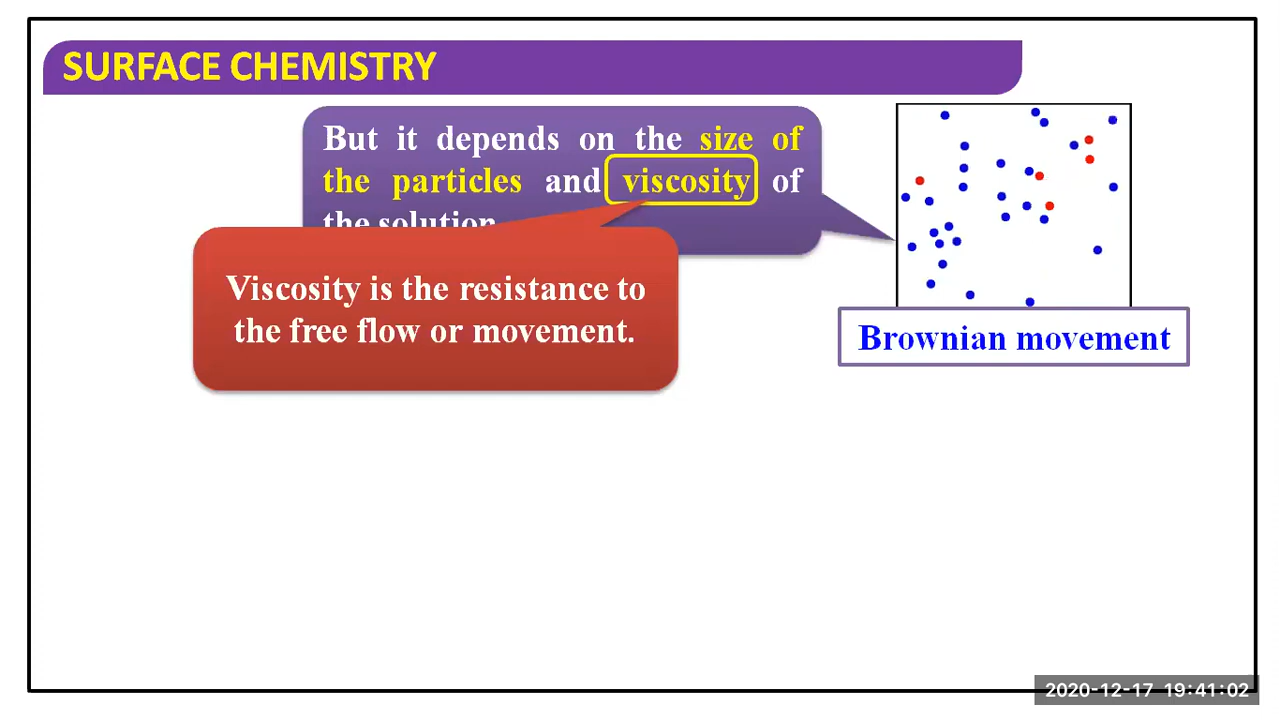 SURFACE CHEMISTRY
But it depends on the size of
the particles and viscosity of
the solution.
Viscosity is the resistance to
the free flow or movement.
Brownian movement
2020-12-17 19:41:02